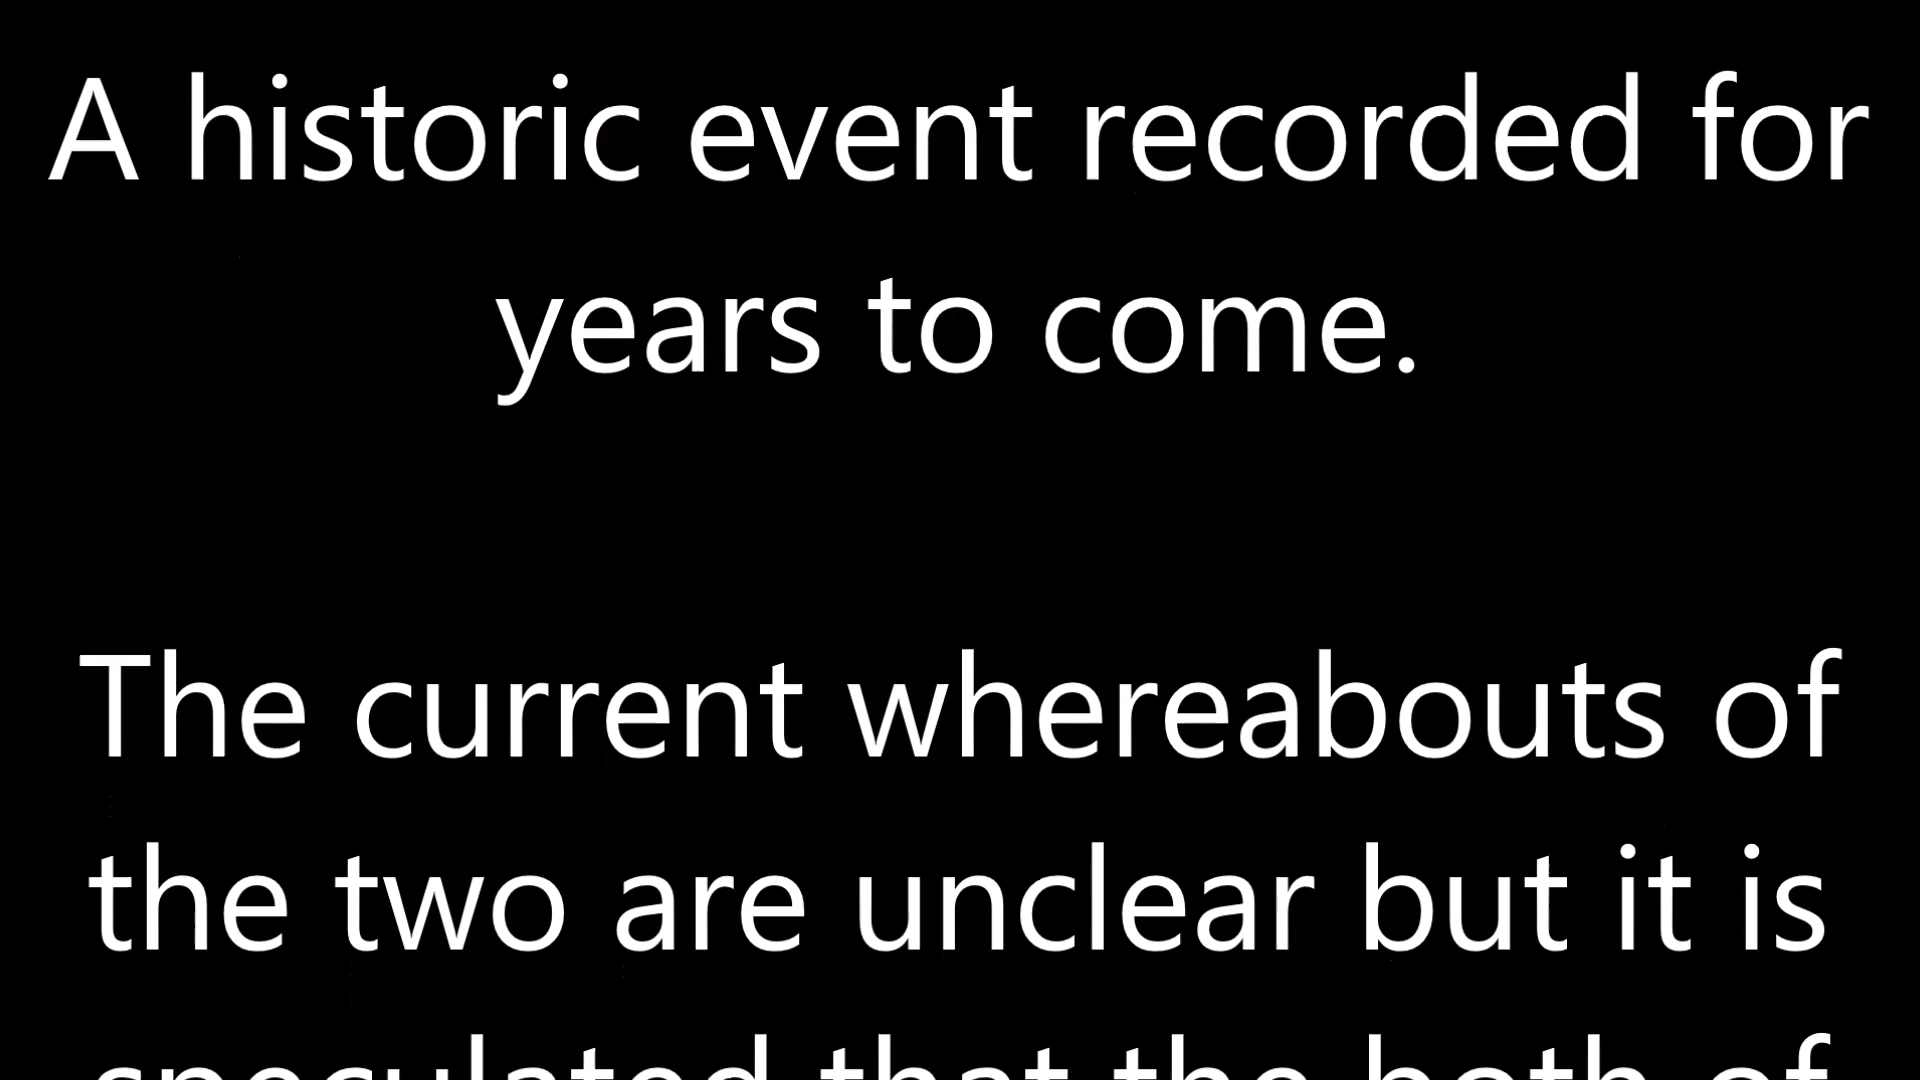 A historic event recorded for
years to come.
The current whereabouts of
the two are unclear but it is
speculated that the both of